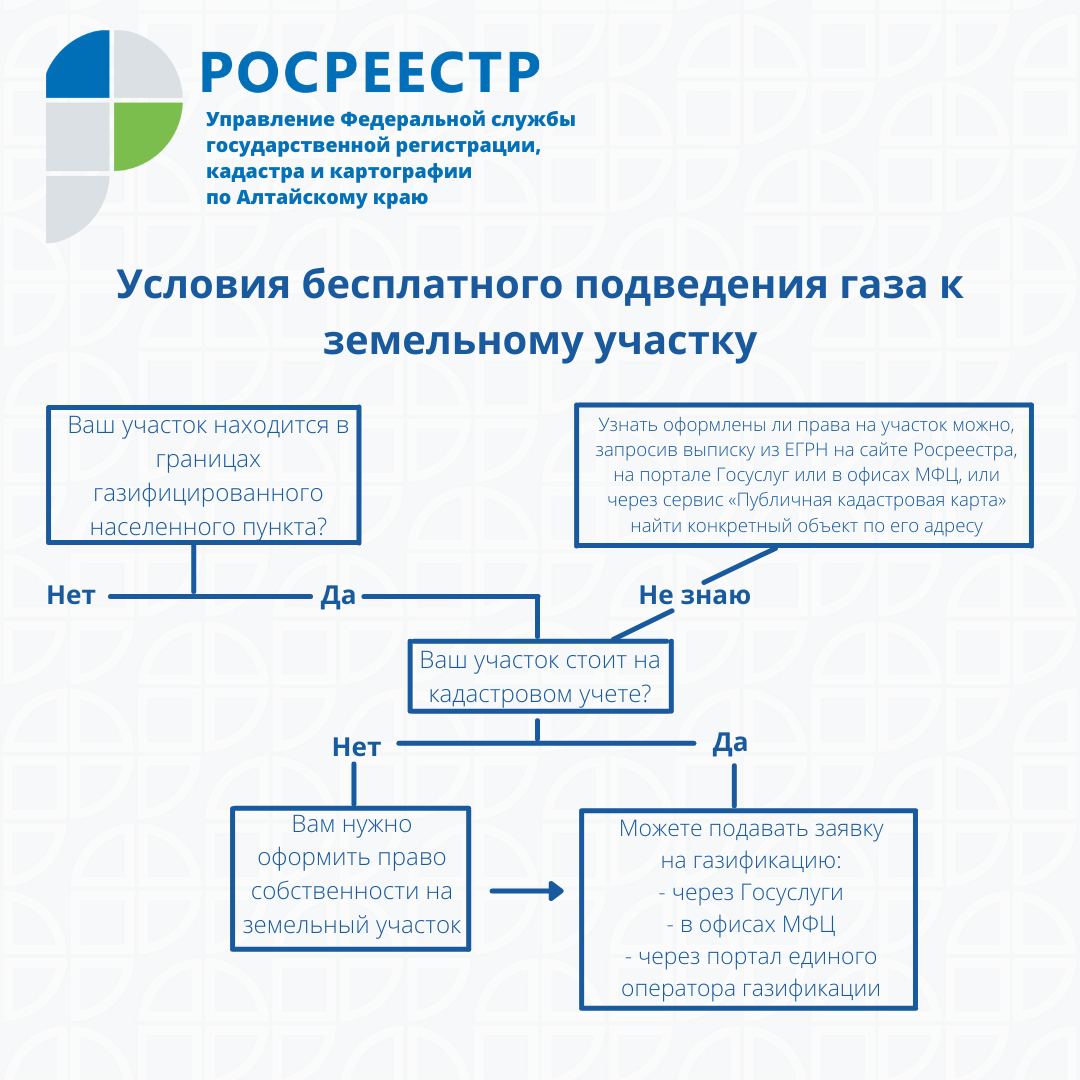 РОСРЕЕСТР
Управление Федеральной службы
государственной регистрации,
кадастра и картографии
по Алтайскому краю
Условия бесплатного подведения газа к
земельному участку
Ваш участок находится в
границах
газифицированного
населенного пункта?
Узнать оформлены ли права на участок можно,
запросив выписку из ЕГРН на сайте Росреестра,
на портале Госуслуг или в офисах МФЦ, или
через сервис «Публичная кадастровая карта»
найти конкретный объект по его адресу
Нет
Да
Не знаю
Ваш участок стоит на
кадастровом учете?
Нет
Да
Вам нужно
оформить право
собственности на
земельный участок
Можете подавать заявку
на газификацию:
- через Госуслуги
- в офисах МФЦ
- через портал единого
оператора газификации